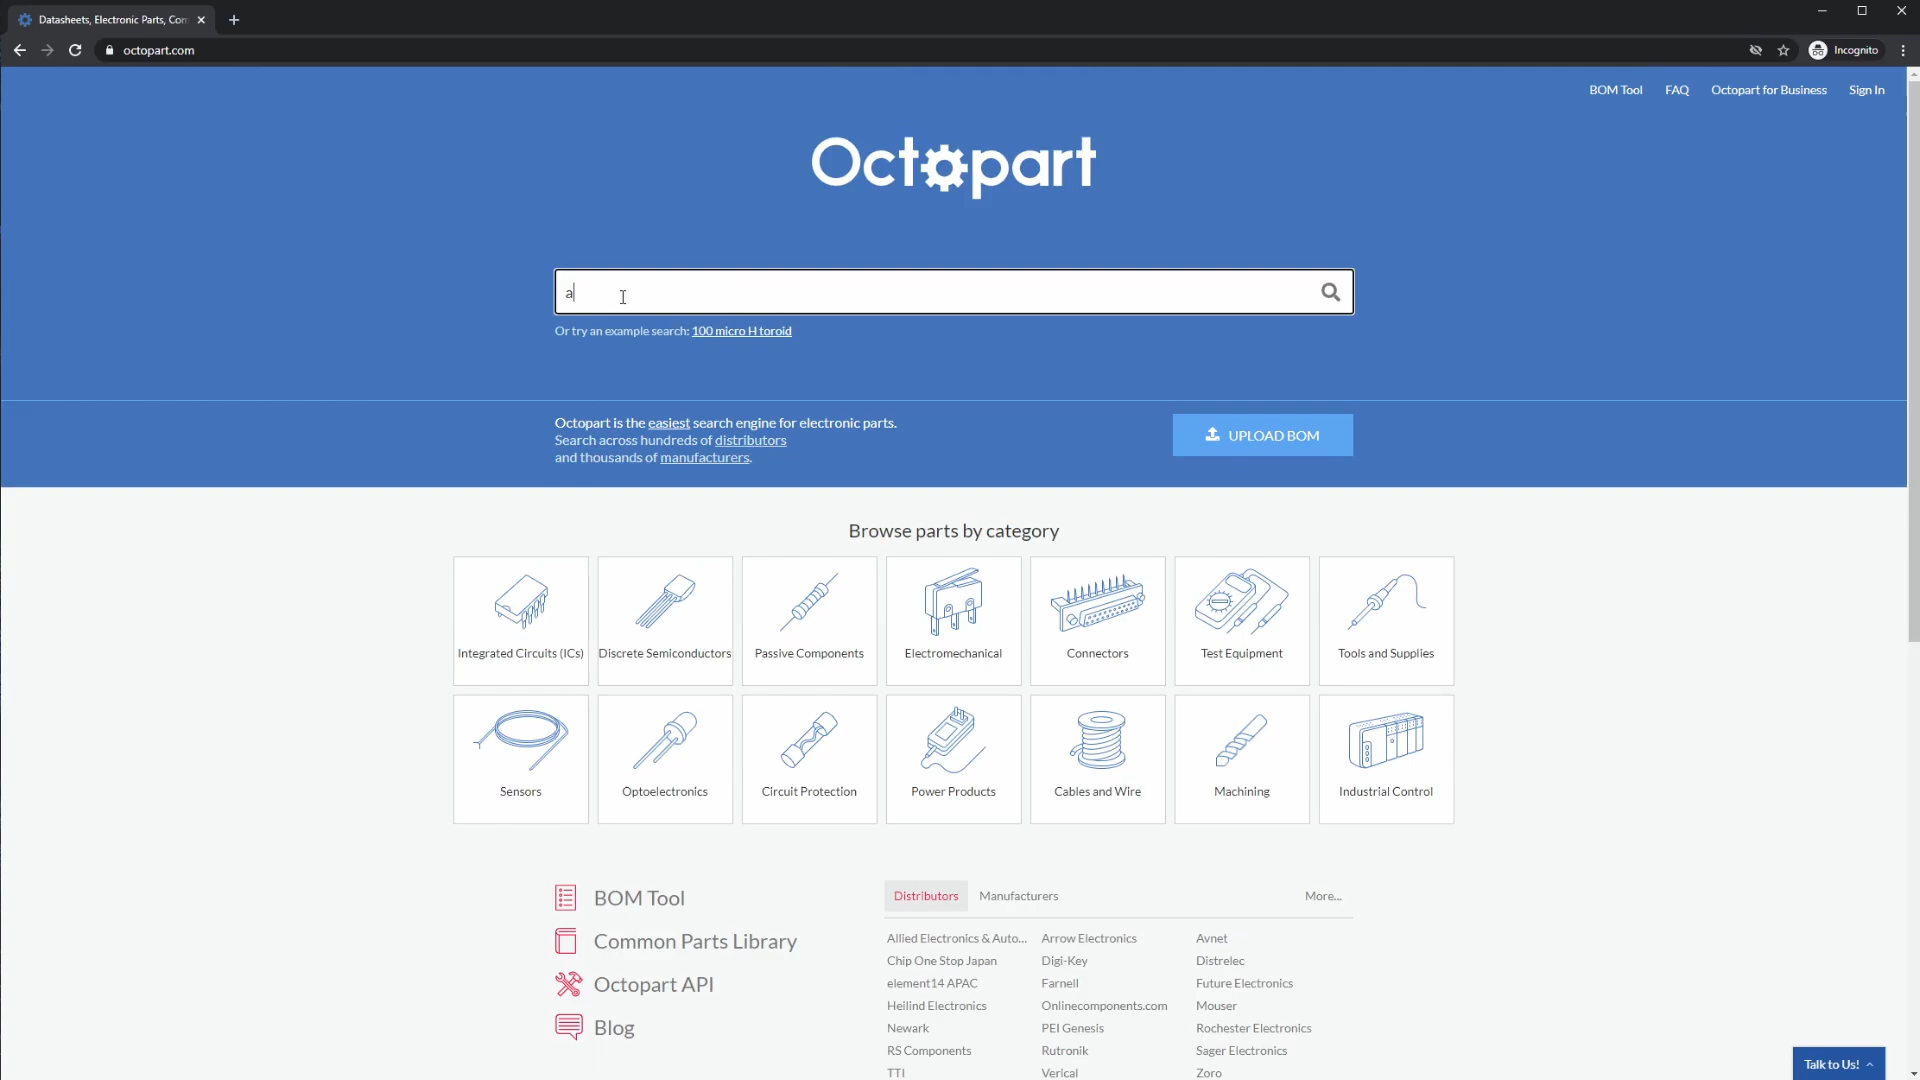 Datasheets, Electronic Parts, Com
octopart.com
Incognito
BOM Tool
FAQ
Octopart for Business
Sign In
Octopart
a
Or try an example search: 100 micro H toroid
Octopart is the easiest search engine for electronic parts.
Search across hundreds of distributors
and thousands of manufacturers.
UPLOAD BOM
Browse parts by category
Integrated Circuits (ICs)
Discrete Semiconductors
Passive Components
Electromechanical
Connectors
Test Equipment
Tools and Supplies
Sensors
Optoelectronics
Circuit Protection
Power Products
Cables and Wire
Machining
Industrial Control
BOM Tool
Common Parts Library
Octopart API
Blog
Distributors
Manufacturers
More...
Allied Electronics & Auto...
Arrow Electronics
Avnet
Chip One Stop Japan
Digi-Key
Distrelec
element14 APAC
Farnell
Future Electronics
Heilind Electronics
Onlinecomponents.com
Mouser
Newark
PEI Genesis
Rochester Electronics
RS Components
Rutronik
Sager Electronics
TTI
Verical
Zoro
Talk to Us!